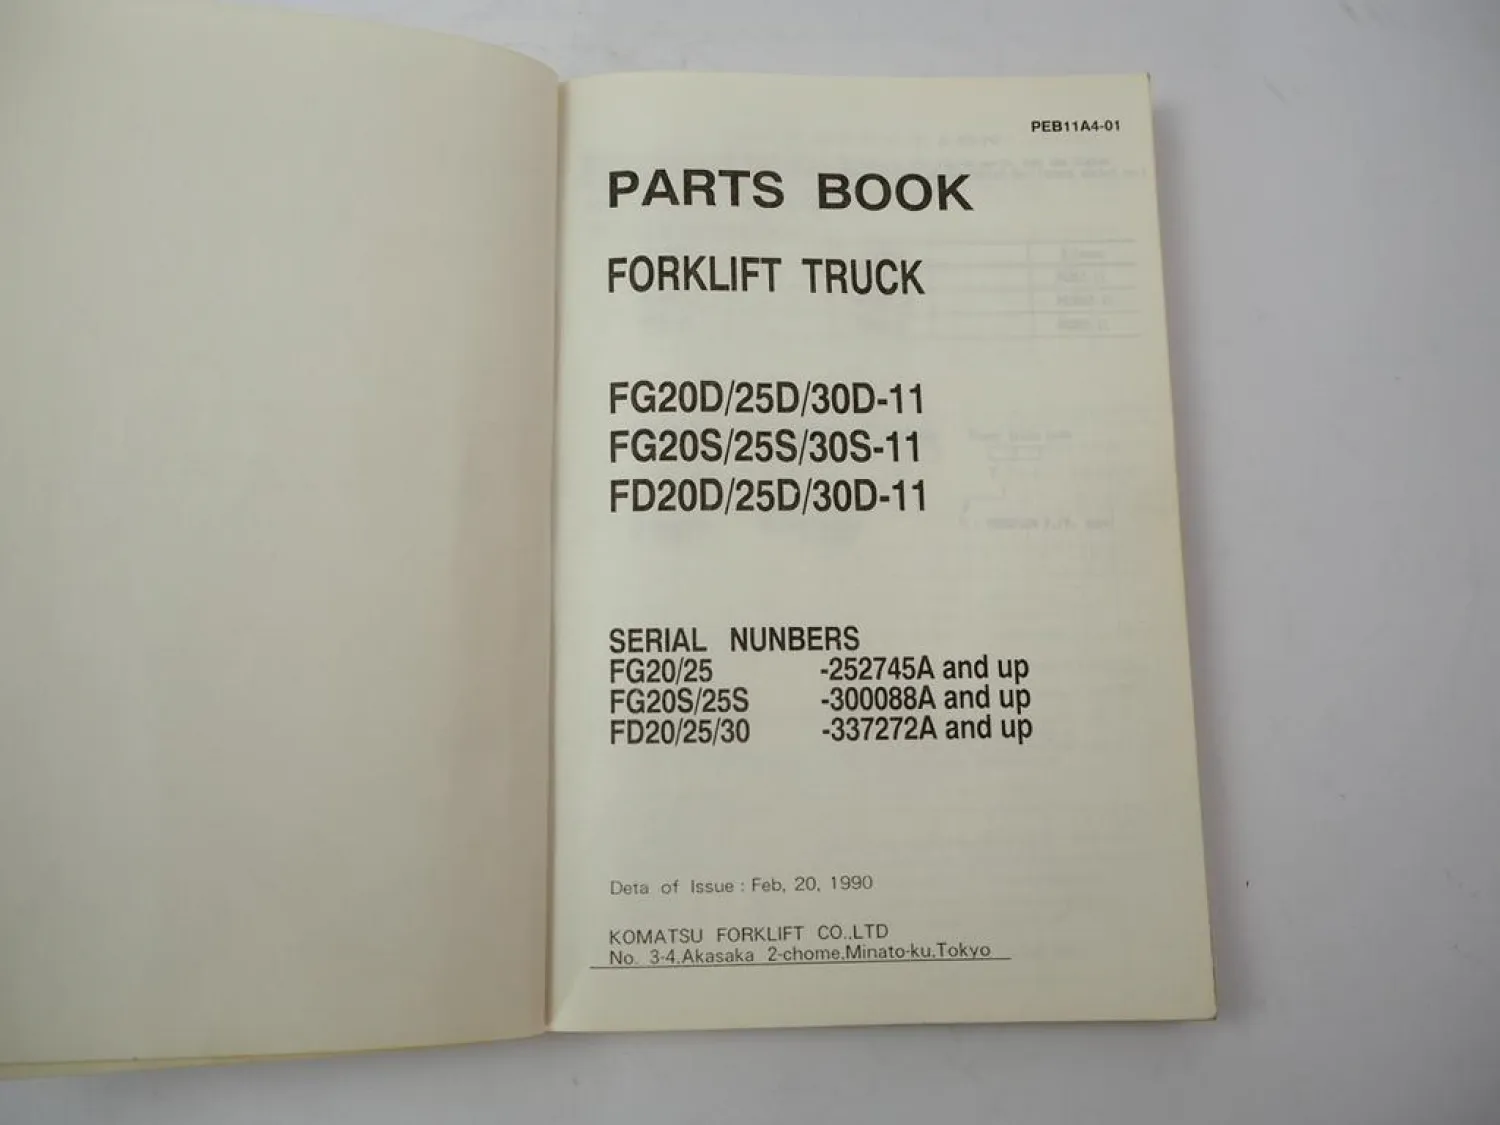 PEB11A4-01
PARTS BOOK
FORKLIFT TRUCK
FG20D/25D/30D-11
FG20S/25S/30S-11
FD20D/25D/30D-11
SERIAL NUNBERS
FG20/25 -252745A and up
FG20S/25S -300088A and up
FD20/25/30 -337272A and up
Deta of Issue : Feb, 20, 1990
KOMATSU FORKLIFT CO.,LTD
No. 3-4,Akasaka 2-chome,Minato-ku,Tokyo